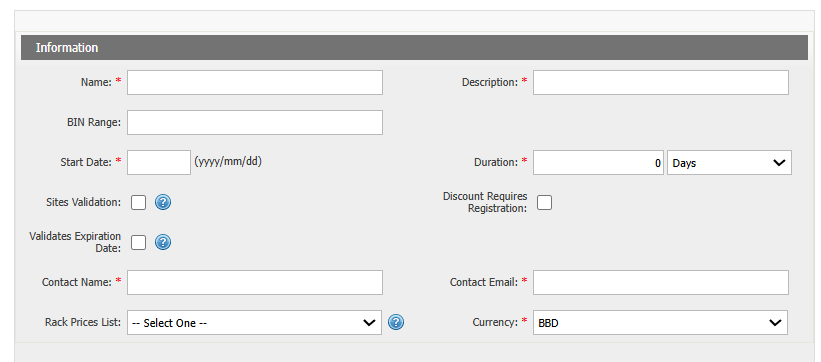 Information
Name: *
Description: *
BIN Range:
Start Date: *
(yyyy/mm/dd)
Duration: *
0
Days
Sites Validation:
?
Discount Requires
Registration:
Validates Expiration
Date:
?
Contact Name: *
Contact Email: *
Rack Prices List:
-- Select One --
?
Currency: *
BBD